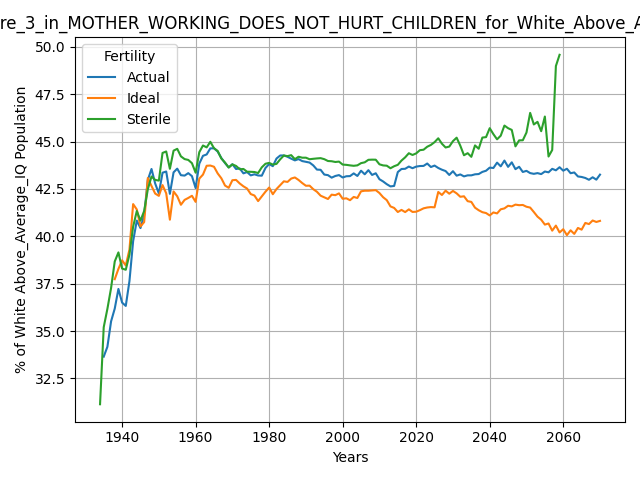 re_3_in_MOTHER_WORKING_DOES_NOT_HURT_CHILDREN_for_White_Above_A
% of White Above_Average_IQ Population
50.0
47.5
45.0
42.5
40.0
37.5
35.0
32.5
Fertility
Actual
Ideal
Sterile
1940 1960 1980 2000 2020 2040 2060
Years